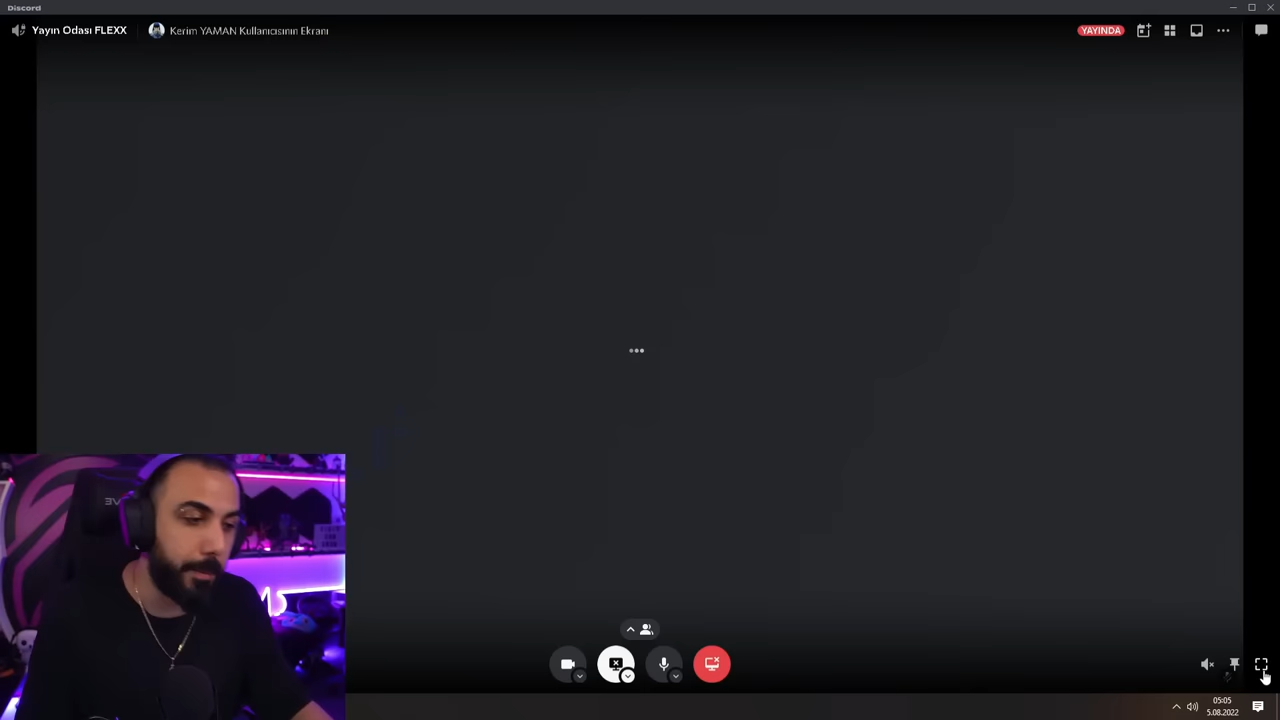 Discord
Yayın Odası FLEXX
Kerim YAMAN Kullanıcısının Ekranı
YAYINDA
05:05
5.08.2022